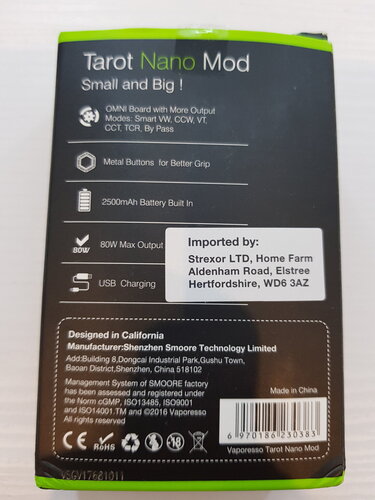 Tarot Nano Mod
Small and Big !
OMNI Board with More Output
Modes: Smart VW, CCW, VT,
CCT, TCR, By Pass
Metal Buttons for Better Grip
2500mAh Battery Built In
80W
80W Max Output
USB Charging
Imported by:
Strexor LTD, Home Farm
Aldenham Road, Elstree
Hertfordshire, WD6 3AZ
Designed in California
Manufacturer:Shenzhen Smoore Technology Limited
Add:Building 8,Dongcai Industrial Park,Gushu Town,
Baoan District,Shenzhen, China 518102
Management System of SMOORE factory
has been assessed and registered under
the Norm cGMP, ISO13485, ISO9001
and ISO14001.TM and ©2016 Vaporesso
All rights reserved
CE RoHS 18
Made in China
6 970186 230383
Vaporesso Tarot Nano Mod
VSGV17681011